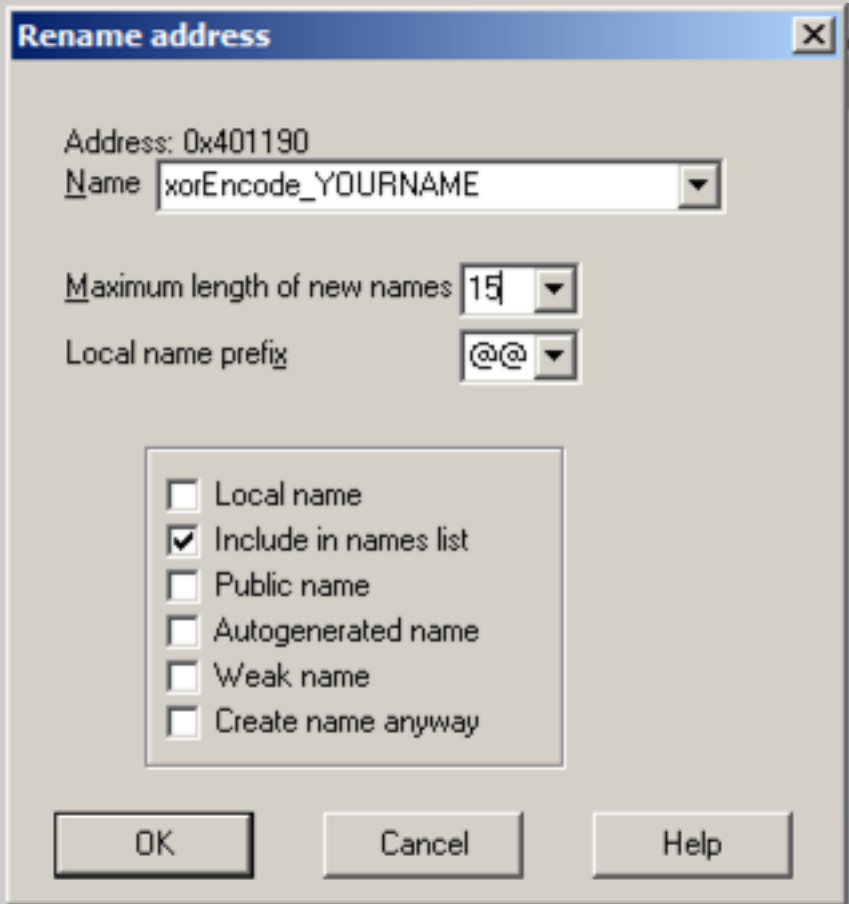 Rename address
Address: 0x401190
Name xorEncode_YOURNAME
Maximum length of new names 15
Local name prefix @@
Local name
Include in names list
Public name
Autogenerated name
Weak name
Create name anyway
OK Cancel Help